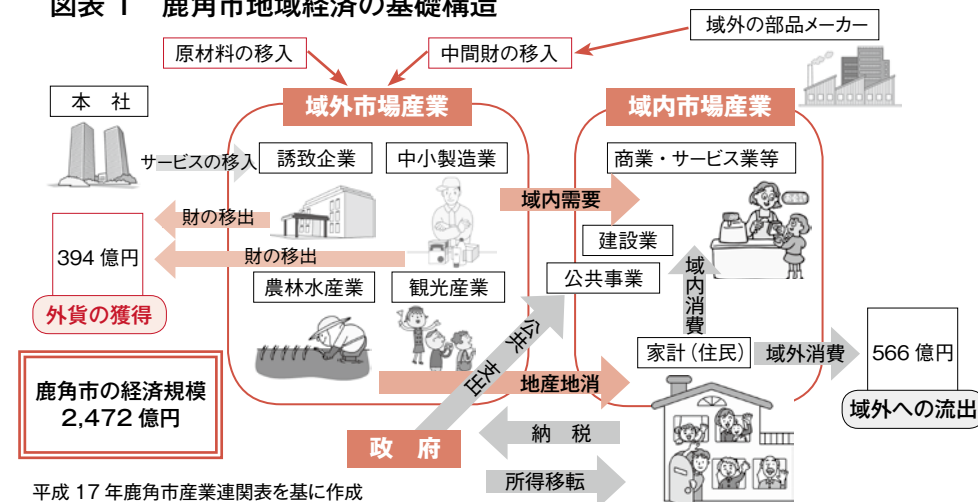 図表 1 鹿角市地域経済の基礎構造
域外の部品メーカー
原材料の移入
中間財の移入
本 社
域外市場産業
域内市場産業
サービスの移入
誘致企業
中小製造業
商業・サービス業等
財の移出
域内需要
394 億円
財の移出
建設業
農林水産業
観光産業
公共事業
域内消費
外貨の獲得
公共 支出
家計(住民)
域外消費
566 億円
鹿角市の経済規模
2,472 億円
地産地消
域外への流出
政 府
納 税
所得移転
平成 17 年鹿角市産業連関表を基に作成